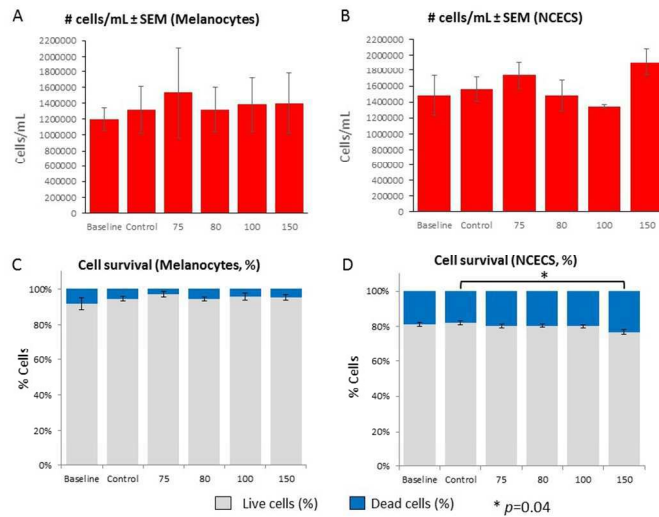 A
# cells/mL ± SEM (Melanocytes)
Cells/mL
2200000
2000000
1800000
1600000
1400000
1200000
1000000
800000
600000
400000
200000
0
Baseline Control 75 80 100 150
B
# cells/mL ± SEM (NCECS)
Cells/mL
2200000
2000000
1800000
1600000
1400000
1200000
1000000
800000
600000
400000
200000
0
Baseline Control 75 80 100 150
C
Cell survival (Melanocytes, %)
% Cells
100%
80%
60%
40%
20%
0%
Baseline Control 75 80 100 150
D
Cell survival (NCECS, %)
*
% Cells
100%
80%
60%
40%
20%
0%
Baseline Control 75 80 100 150
Live cells (%) Dead cells (%) * p=0.04